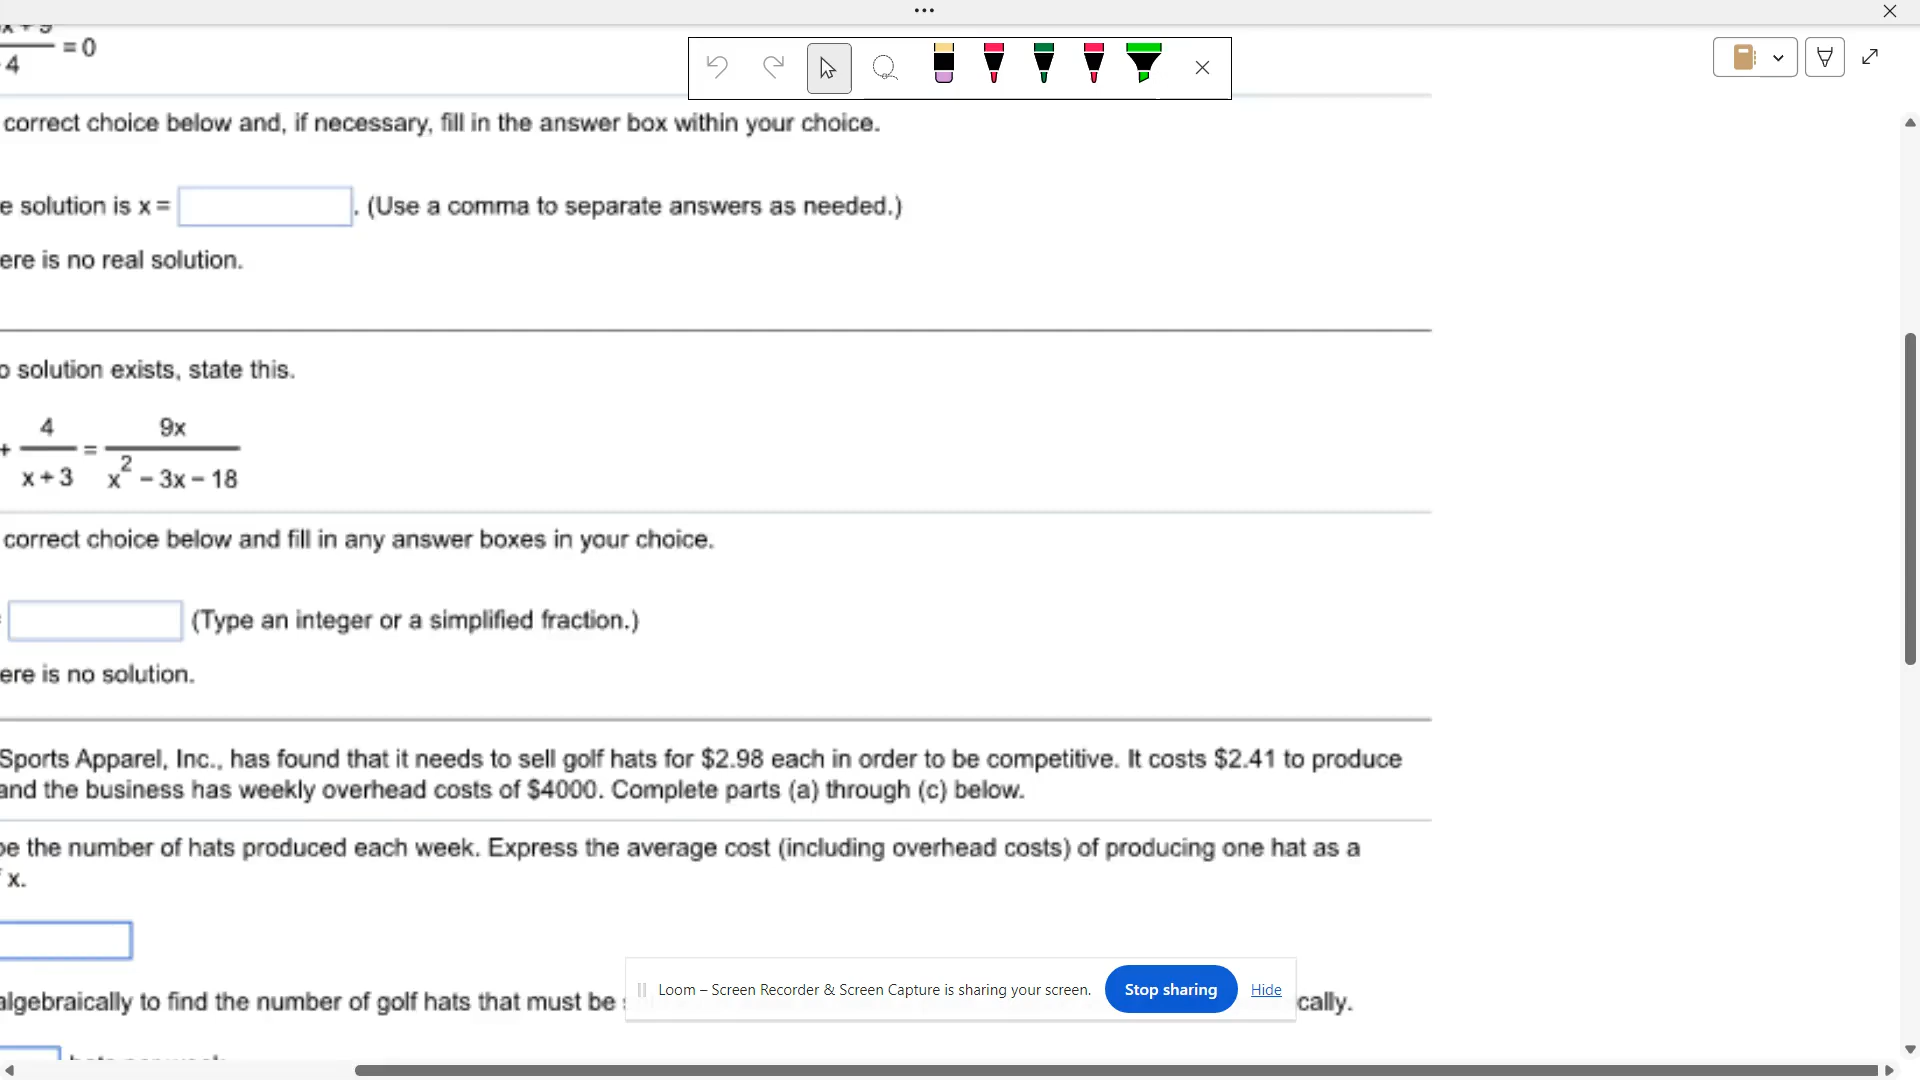 = 0
4
correct choice below and, if necessary, fill in the answer box within your choice.
e solution is x = . (Use a comma to separate answers as needed.)
ere is no real solution.
o solution exists, state this.
+ 4 = 9x
x + 3 x² − 3x − 18
correct choice below and fill in any answer boxes in your choice.
(Type an integer or a simplified fraction.)
ere is no solution.
Sports Apparel, Inc., has found that it needs to sell golf hats for $2.98 each in order to be competitive. It costs $2.41 to produce
and the business has weekly overhead costs of $4000. Complete parts (a) through (c) below.
be the number of hats produced each week. Express the average cost (including overhead costs) of producing one hat as a
x.
algebraically to find the number of golf hats that must be cally.
Loom – Screen Recorder & Screen Capture is sharing your screen. Stop sharing Hide